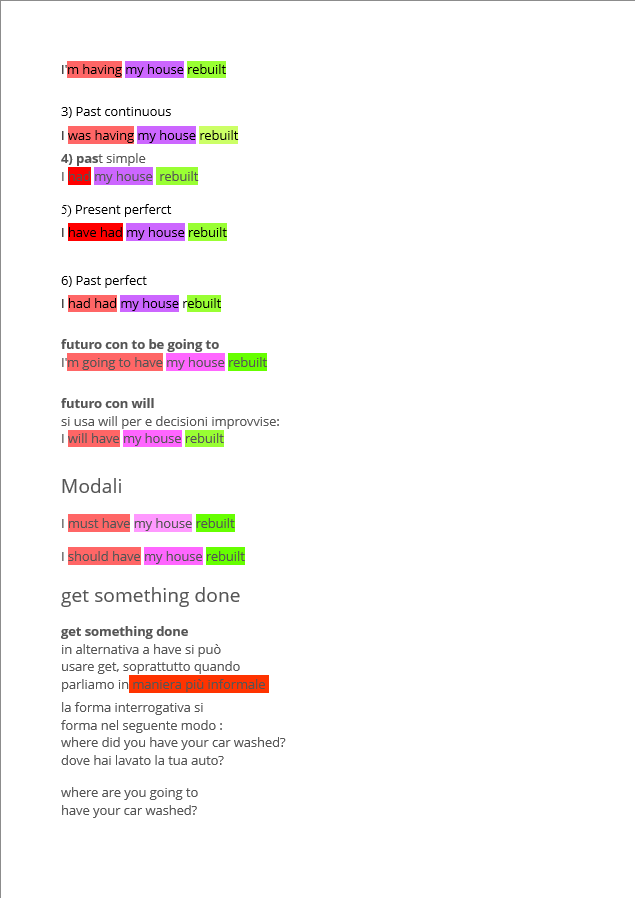 I'm having my house rebuilt
3) Past continuous
I was having my house rebuilt
4) past simple
I had my house rebuilt
5) Present perferct
I have had my house rebuilt
6) Past perfect
I had had my house rebuilt
futuro con to be going to
I'm going to have my house rebuilt
futuro con will
si usa will per e decisioni improvvise:
I will have my house rebuilt
Modali
I must have my house rebuilt
I should have my house rebuilt
get something done
get something done
in alternativa a have si può
usare get, soprattutto quando
parliamo in maniera più informale.
la forma interrogativa si
forma nel seguente modo :
where did you have your car washed?
dove hai lavato la tua auto?
where are you going to
have your car washed?